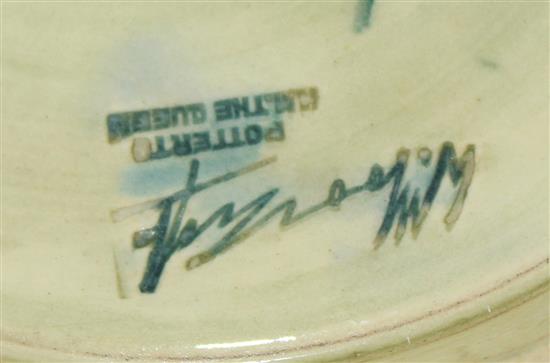 POTTER TO
H.M. THE QUEEN
W. Moorcroft